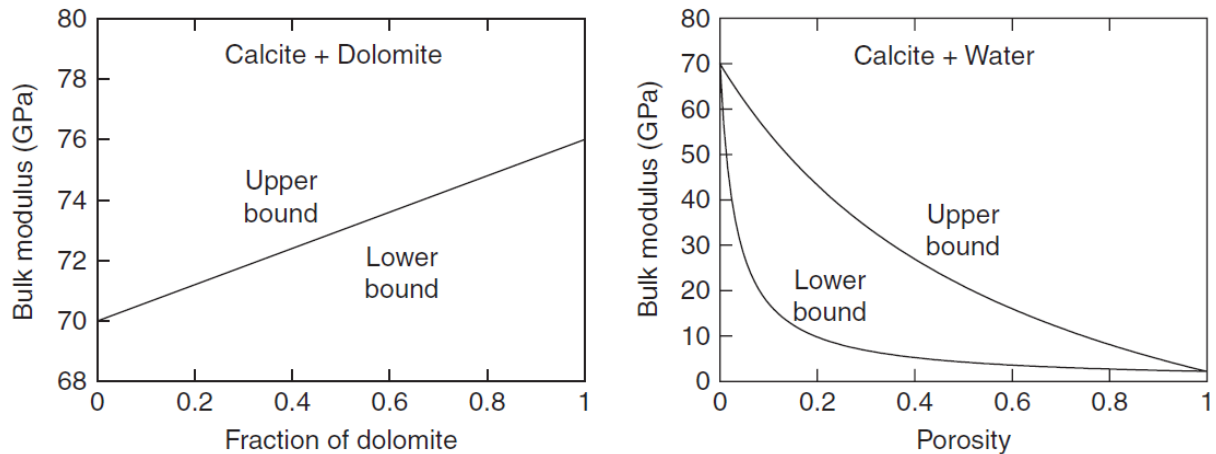 80
78
76
74
72
70
68
Bulk modulus (GPa)
Calcite + Dolomite
Upper
bound
Lower
bound
0
0.2
0.4
0.6
0.8
1
Fraction of dolomite
80
70
60
50
40
30
20
10
0
Bulk modulus (GPa)
Calcite + Water
Upper
bound
Lower
bound
0
0.2
0.4
0.6
0.8
1
Porosity